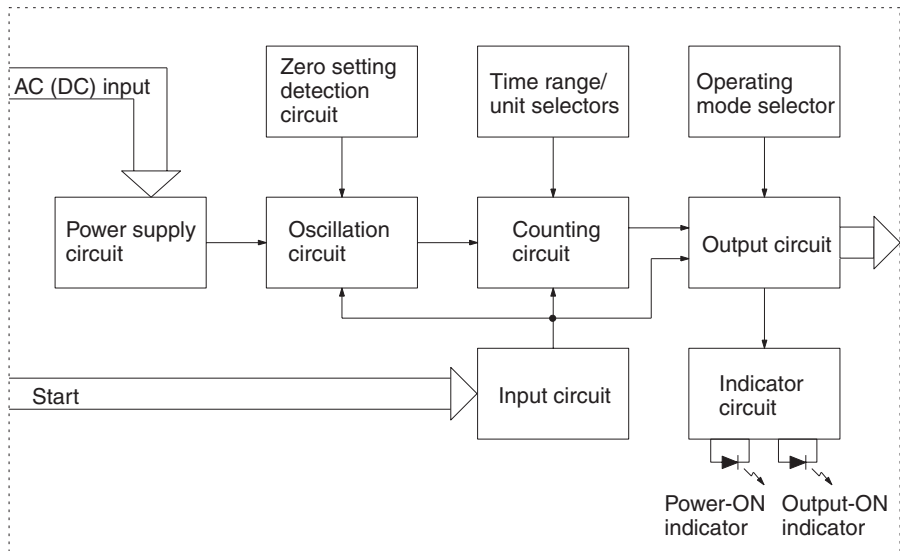 AC (DC) input
Zero setting
detection
circuit
Time range/
unit selectors
Operating
mode selector
Power supply
circuit
Oscillation
circuit
Counting
circuit
Output circuit
Start
Input circuit
Indicator
circuit
Power-ON
indicator
Output-ON
indicator